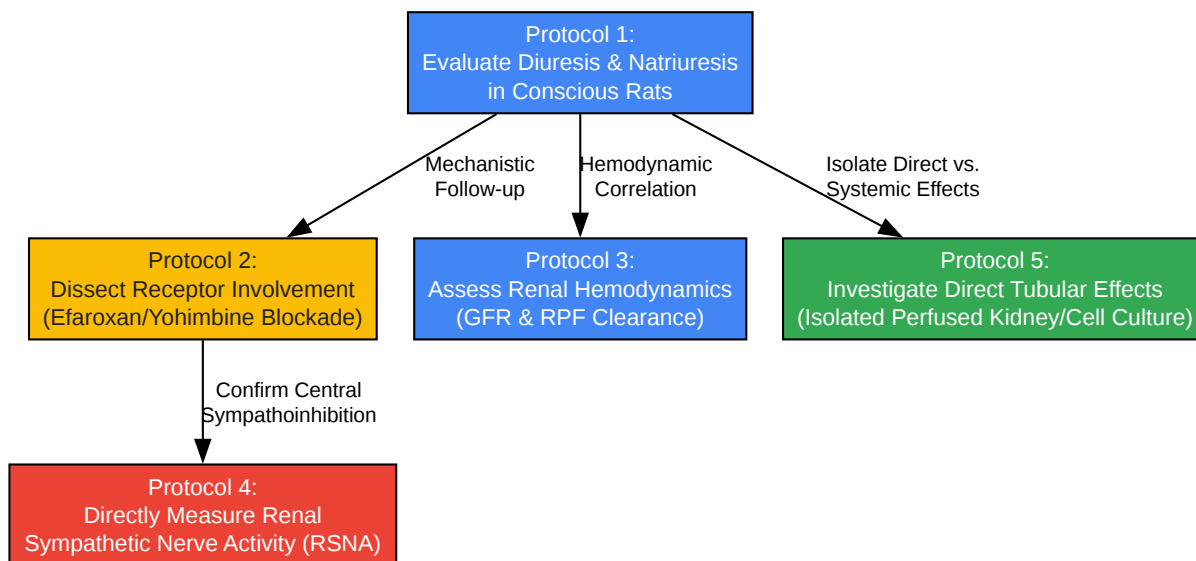 Protocol 1:
Evaluate Diuresis & Natriuresis
in Conscious Rats
Mechanistic
Follow-up
Hemodynamic
Correlation
Isolate Direct vs.
Systemic Effects
Protocol 2:
Dissect Receptor Involvement
(Efaroxan/Yohimbine Blockade)
Protocol 3:
Assess Renal Hemodynamics
(GFR & RPF Clearance)
Protocol 5:
Investigate Direct Tubular Effects
(Isolated Perfused Kidney/Cell Culture)
Confirm Central
Sympathoinhibition
Protocol 4:
Directly Measure Renal
Sympathetic Nerve Activity (RSNA)